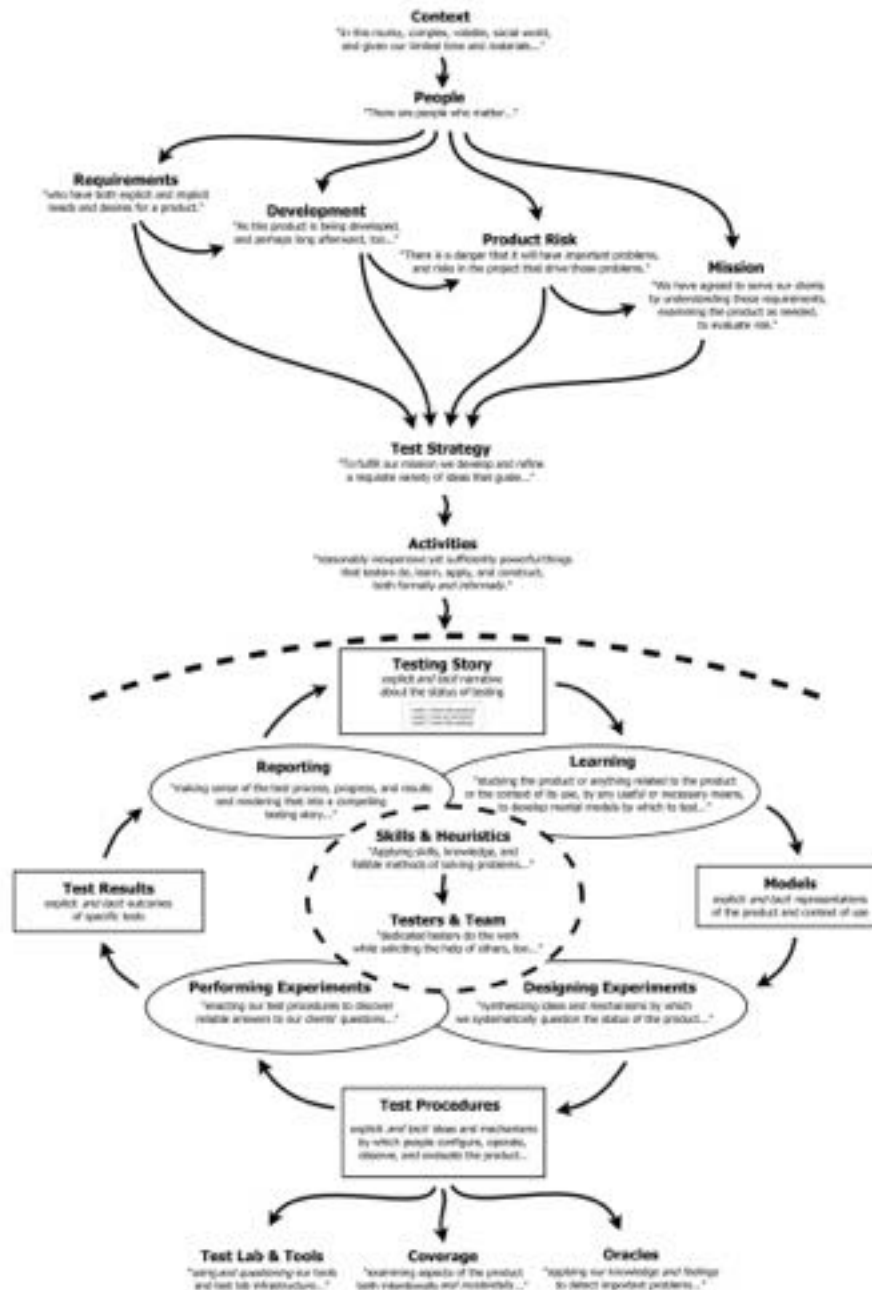 Context
"In this murky, complex, volatile, social world,
and given our limited time and materials..."
People
"There are people who matter..."
Requirements
"who have both explicit and implicit
needs and desires for a product."
Development
"As this product is being developed,
and perhaps long afterward, too..."
Product Risk
"There is a danger that it will have important problems,
and risks in the project that drive those problems."
Mission
"We have agreed to serve our clients
by understanding these requirements,
examining the product as needed,
to evaluate risk."
Test Strategy
"To fulfill our mission we develop and refine
a requisite variety of ideas that guide..."
Activities
"reasonably inexpensive yet sufficiently powerful things
that testers do, learn, apply, and construct,
both formally and informally."
Testing Story
explicit and tacit narrative
about the status of testing
Reporting
"making sense of the test process, progress, and results
and rendering that into a compelling
testing story..."
Learning
"studying the product or anything related to the product
or the context of its use, by any useful or necessary means,
to develop mental models by which to test..."
Skills & Heuristics
"Applying skills, knowledge, and
fallible methods of solving problems..."
Test Results
explicit and tacit outcomes
of specific tests
Models
explicit and tacit representations
of the product and context of use
Testers & Team
"dedicated testers do the work
while soliciting the help of others, too..."
Performing Experiments
"enacting our test procedures to discover
reliable answers to our clients' questions..."
Designing Experiments
"synthesizing ideas and mechanisms by which
we systematically question the status of the product..."
Test Procedures
explicit and tacit ideas and mechanisms
by which people configure, operate,
observe, and evaluate the product...
Test Lab & Tools
"using and questioning our tools
and test lab infrastructure..."
Coverage
"examining aspects of the product
both intentionally and incidentally..."
Oracles
"applying our knowledge and feelings
to detect important problems..."